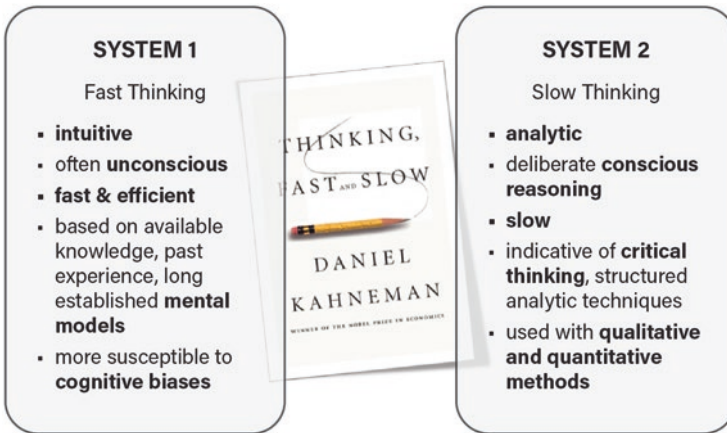 SYSTEM 1
Fast Thinking
▪ intuitive
▪ often unconscious
▪ fast & efficient
▪ based on available
knowledge, past
experience, long
established mental
models
▪ more susceptible to
cognitive biases
THINKING,
FAST AND SLOW
DANIEL
KAHNEMAN
WINNER OF THE NOBEL PRIZE IN ECONOMICS
SYSTEM 2
Slow Thinking
▪ analytic
▪ deliberate conscious
reasoning
▪ slow
▪ indicative of critical
thinking, structured
analytic techniques
▪ used with qualitative
and quantitative
methods